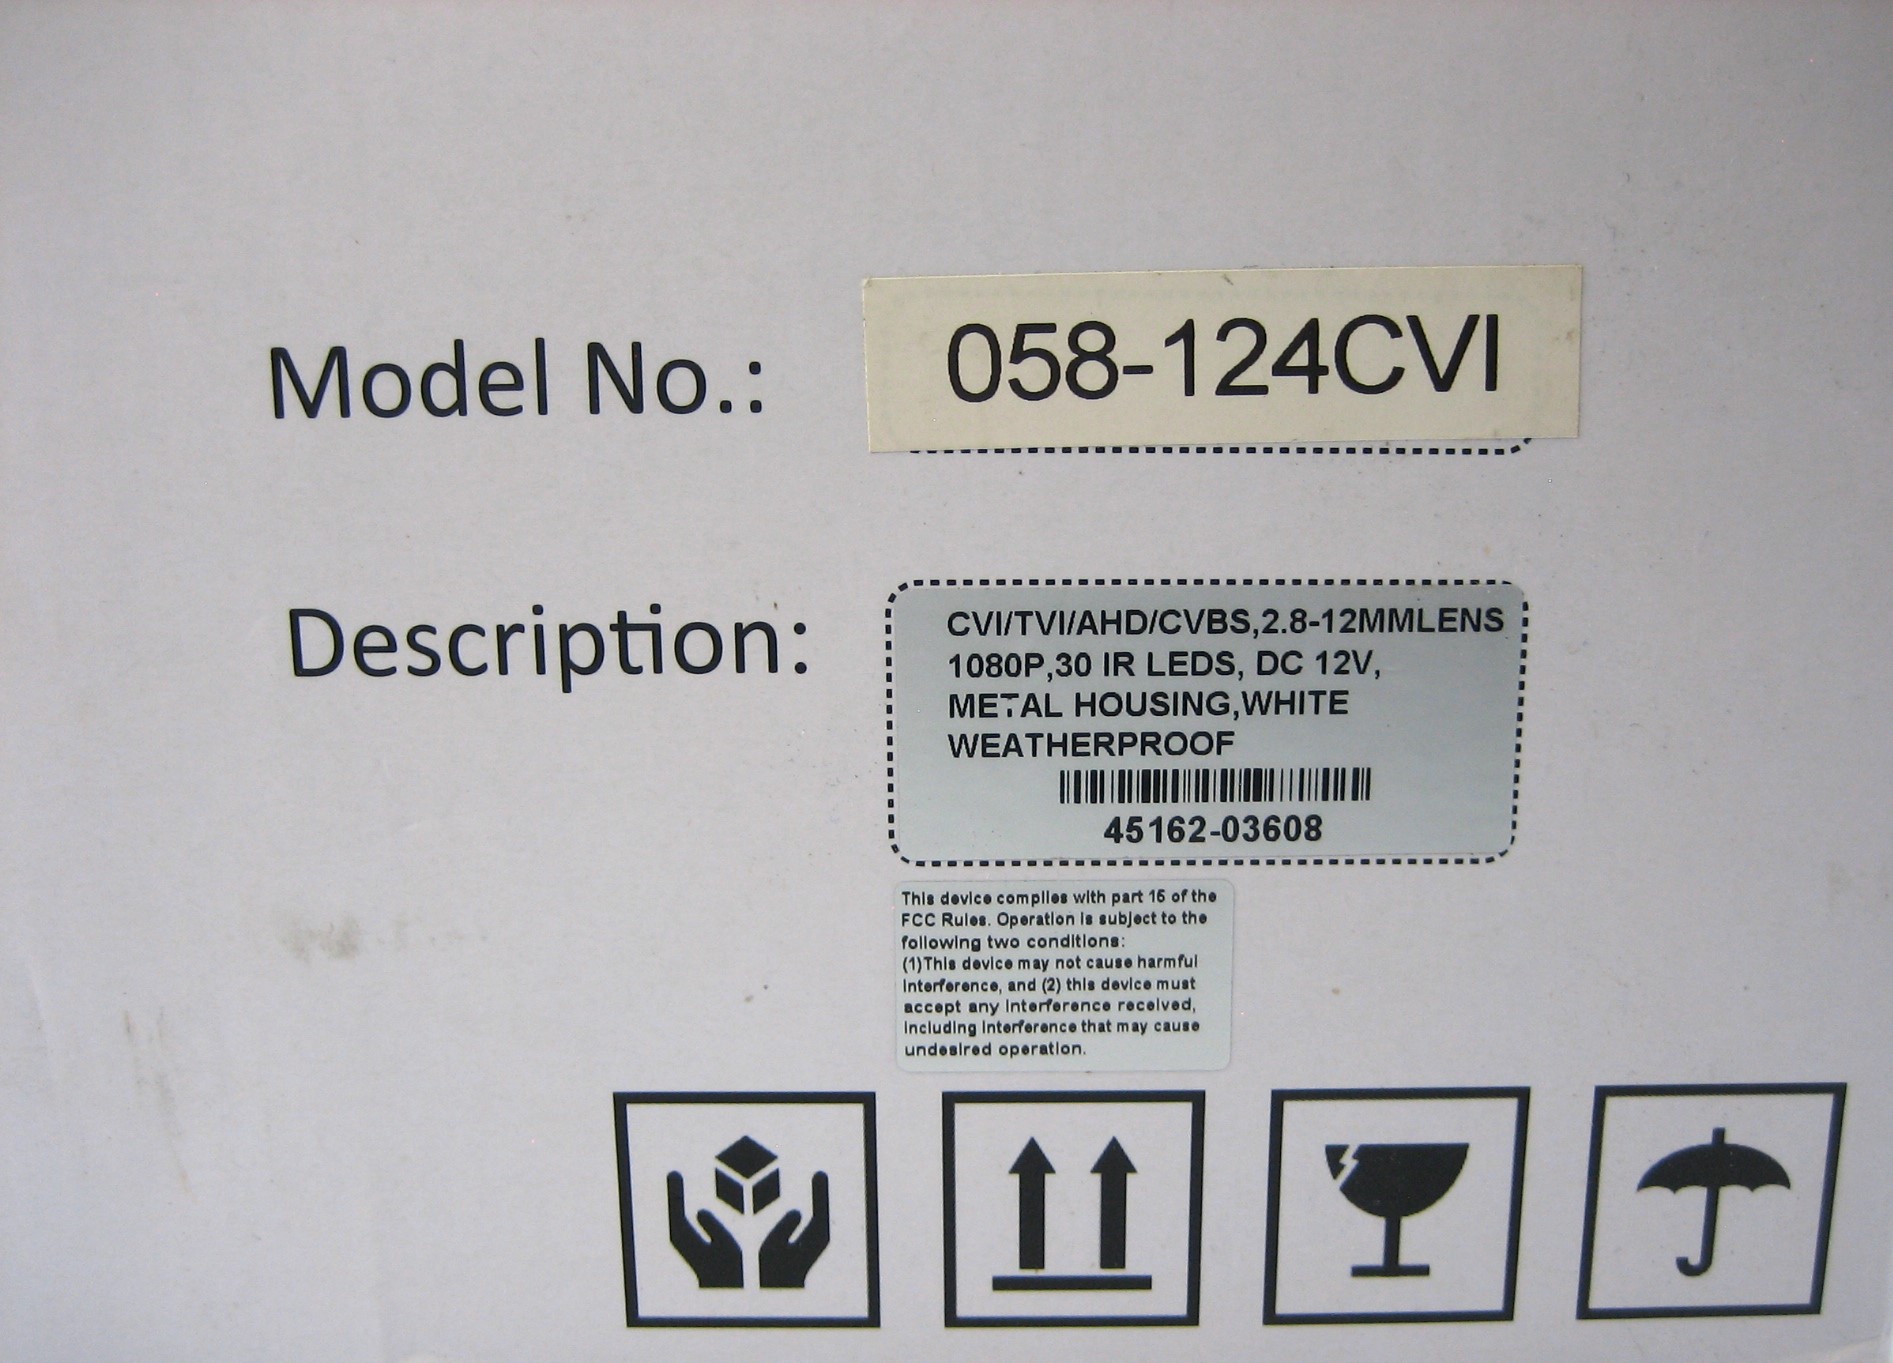 Model No.: 058-124CVI
Description:
CVI/TVI/AHD/CVBS,2.8-12MMLENS
1080P,30 IR LEDS, DC 12V,
METAL HOUSING,WHITE
WEATHERPROOF
45162-03608
This device complies with part 15 of the
FCC Rules. Operation is subject to the
following two conditions:
(1)This device may not cause harmful
interference, and (2) this device must
accept any interference received,
including interference that may cause
undesired operation.